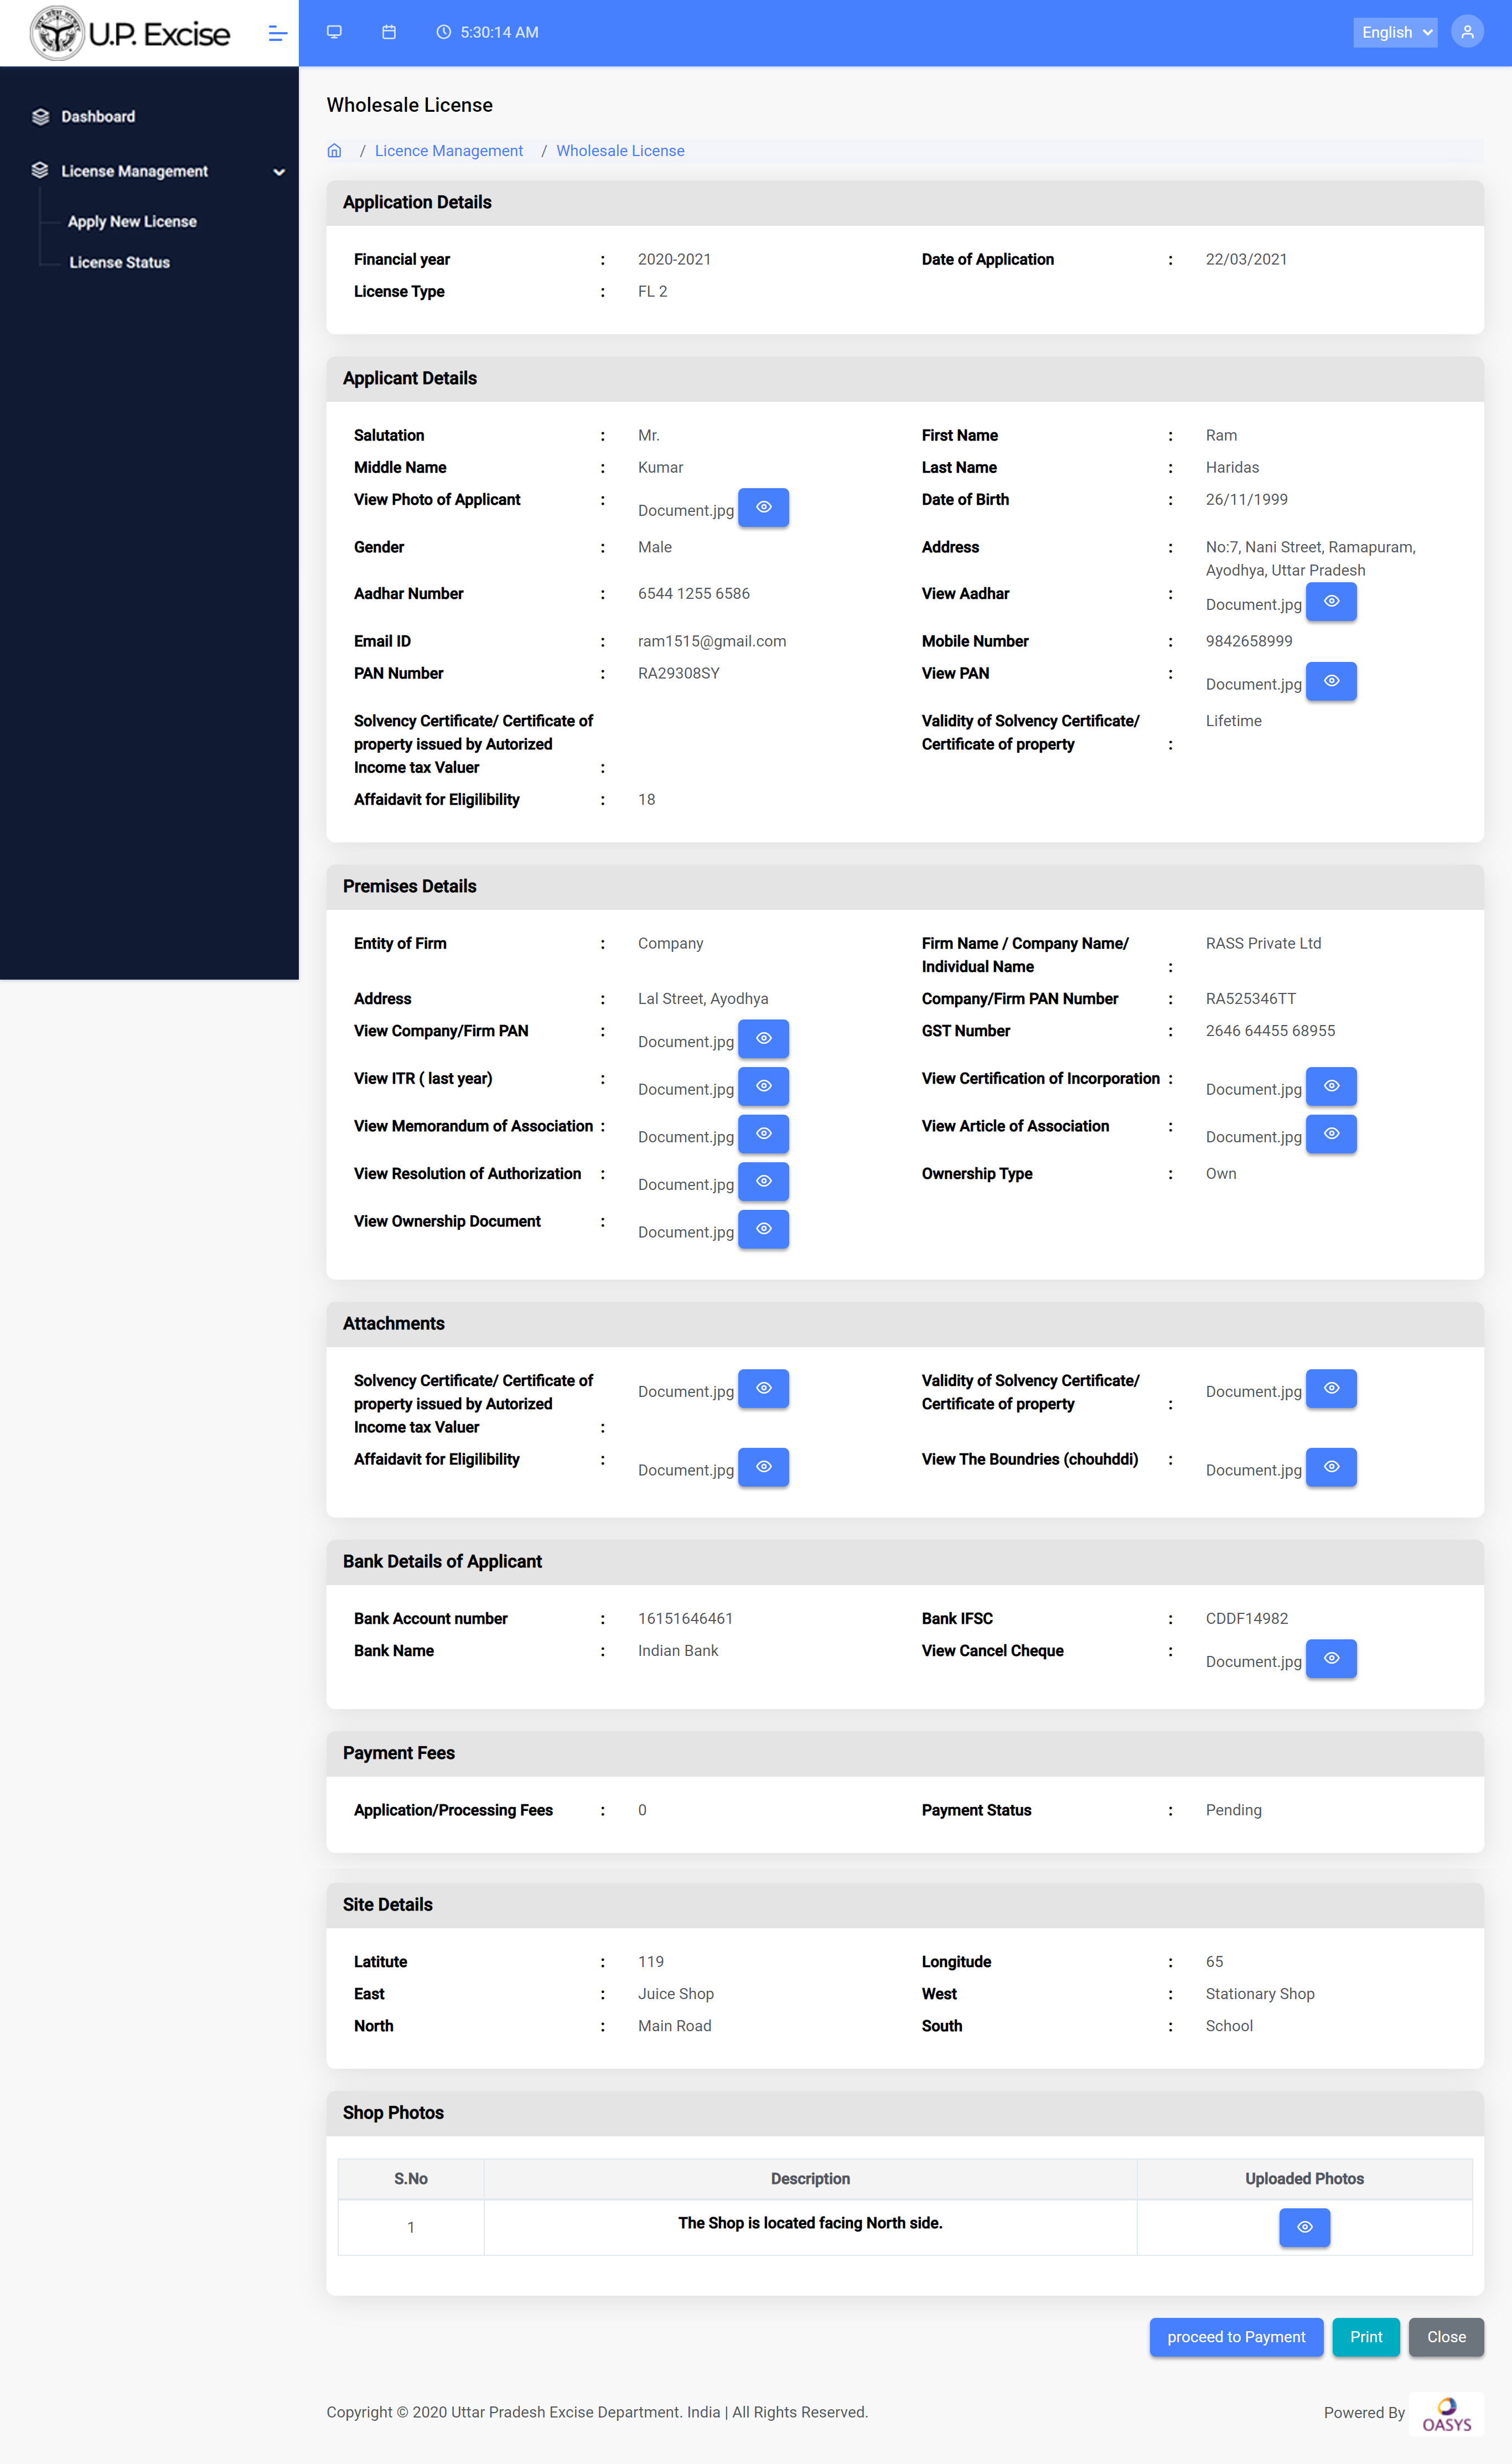 U.P. Excise
5:30:14 AM
English
Dashboard
License Management
Apply New License
License Status
Wholesale License
/ Licence Management / Wholesale License
Application Details
Financial year : 2020-2021 Date of Application : 22/03/2021
License Type : FL 2
Applicant Details
Salutation : Mr. First Name : Ram
Middle Name : Kumar Last Name : Haridas
View Photo of Applicant : Document.jpg Date of Birth : 26/11/1999
Gender : Male Address : No:7, Nani Street, Ramapuram,
Ayodhya, Uttar Pradesh
Aadhar Number : 6544 1255 6586 View Aadhar : Document.jpg
Email ID : ram1515@gmail.com Mobile Number : 9842658999
PAN Number : RA29308SY View PAN : Document.jpg
Solvency Certificate/ Certificate of Validity of Solvency Certificate/ Lifetime
property issued by Autorized Certificate of property :
Income tax Valuer :
Affaidavit for Eligilibility : 18
Premises Details
Entity of Firm : Company Firm Name / Company Name/ RASS Private Ltd
Individual Name :
Address : Lal Street, Ayodhya Company/Firm PAN Number : RA525346TT
View Company/Firm PAN : Document.jpg GST Number : 2646 64455 68955
View ITR ( last year) : Document.jpg View Certification of Incorporation : Document.jpg
View Memorandum of Association : Document.jpg View Article of Association : Document.jpg
View Resolution of Authorization : Document.jpg Ownership Type : Own
View Ownership Document : Document.jpg
Attachments
Solvency Certificate/ Certificate of Document.jpg Validity of Solvency Certificate/ Document.jpg
property issued by Autorized Certificate of property :
Income tax Valuer :
Affaidavit for Eligilibility : Document.jpg View The Boundries (chouhddi) : Document.jpg
Bank Details of Applicant
Bank Account number : 16151646461 Bank IFSC : CDDF14982
Bank Name : Indian Bank View Cancel Cheque : Document.jpg
Payment Fees
Application/Processing Fees : 0 Payment Status : Pending
Site Details
Latitute : 119 Longitude : 65
East : Juice Shop West : Stationary Shop
North : Main Road South : School
Shop Photos
S.No Description Uploaded Photos
1 The Shop is located facing North side.
proceed to Payment Print Close
Copyright © 2020 Uttar Pradesh Excise Department. India | All Rights Reserved. Powered By OASYS